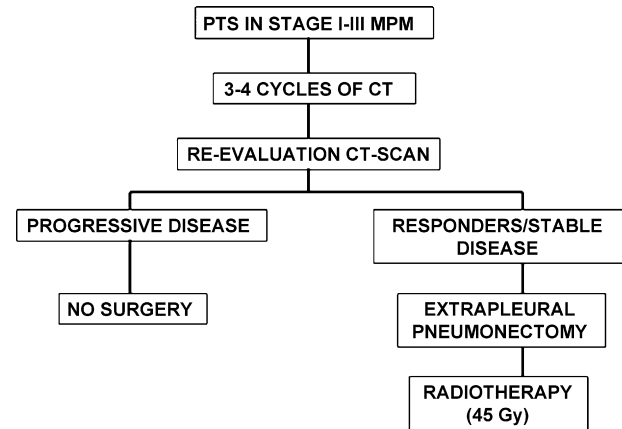 PTS IN STAGE I-III MPM
3-4 CYCLES OF CT
RE-EVALUATION CT-SCAN
PROGRESSIVE DISEASE
NO SURGERY
RESPONDERS/STABLE
DISEASE
EXTRAPLEURAL
PNEUMONECTOMY
RADIOTHERAPY
(45 Gy)